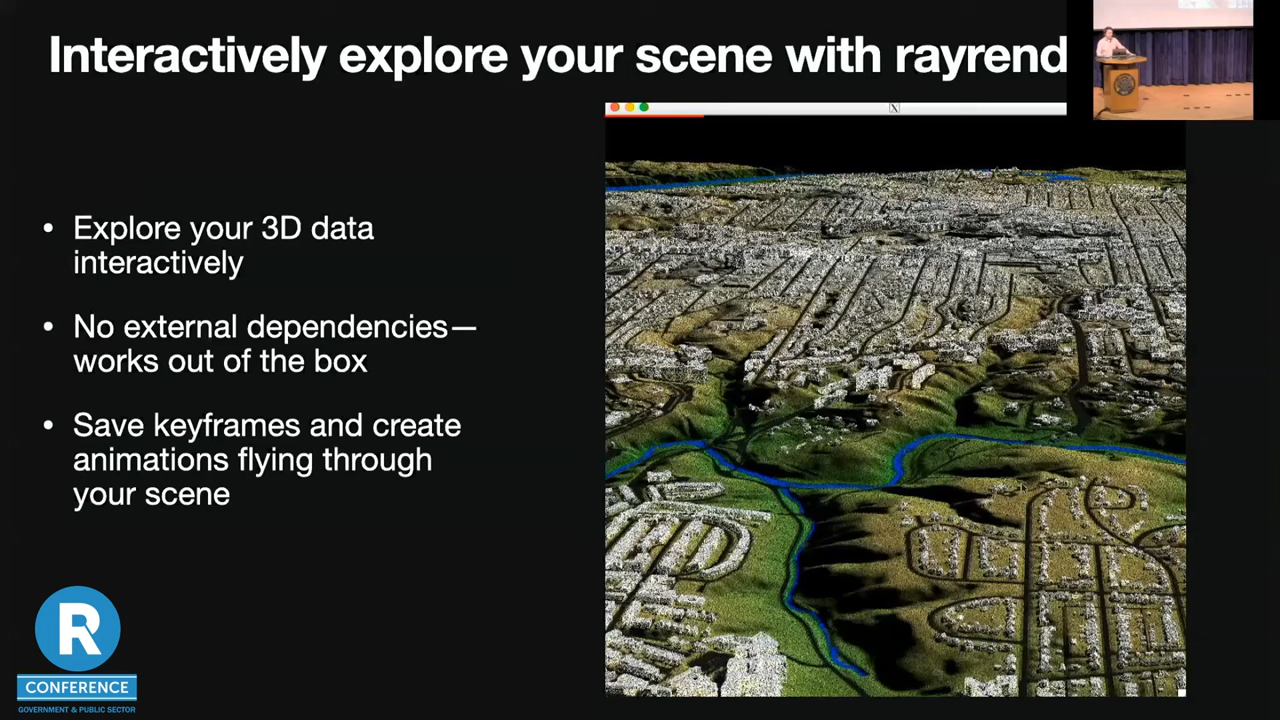 Interactively explore your scene with rayrend
X
• Explore your 3D data
interactively
• No external dependencies—
works out of the box
• Save keyframes and create
animations flying through
your scene
R
CONFERENCE
GOVERNMENT & PUBLIC SECTOR